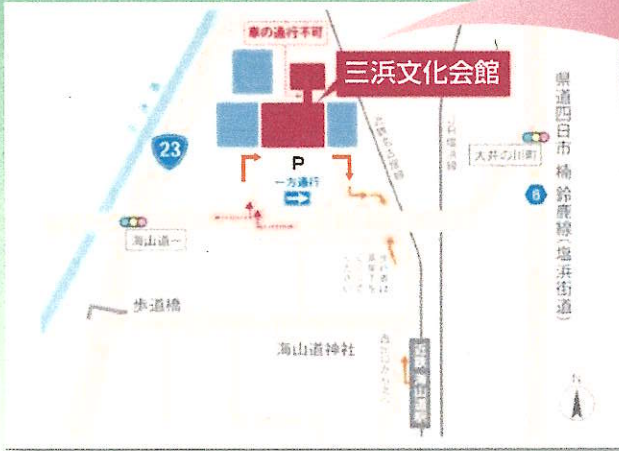 車の通行不可
三浜文化会館
23
P
一方通行
海山道一
大井の川町
6
県道四日市 楠 鈴鹿線(塩浜街道)
歩道橋
海山道神社
N